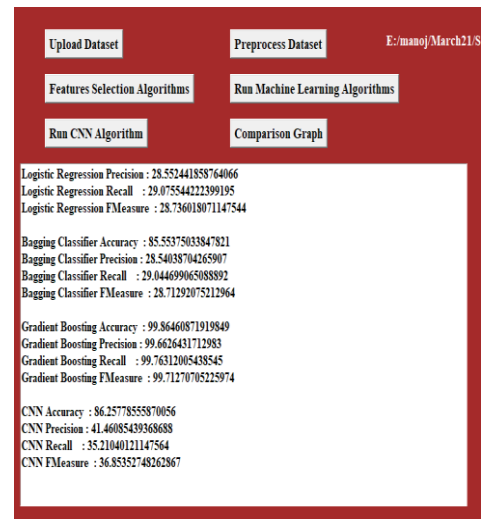 Upload Dataset
Preprocess Dataset
E:/manoj/March21/S
Features Selection Algorithms
Run Machine Learning Algorithms
Run CNN Algorithm
Comparison Graph
Logistic Regression Precision : 28.552441858764066
Logistic Regression Recall : 29.075544222399195
Logistic Regression FMeasure : 28.736018071147544
Bagging Classifier Accuracy : 85.55375033847821
Bagging Classifier Precision : 28.54038704265907
Bagging Classifier Recall : 29.044699065088892
Bagging Classifier FMeasure : 28.71292075212964
Gradient Boosting Accuracy : 99.86460871919849
Gradient Boosting Precision : 99.6626431712983
Gradient Boosting Recall : 99.76312005438545
Gradient Boosting FMeasure : 99.71270705225974
CNN Accuracy : 86.25778555870056
CNN Precision : 41.46085439368688
CNN Recall : 35.21040121147564
CNN FMeasure : 36.85352748262867